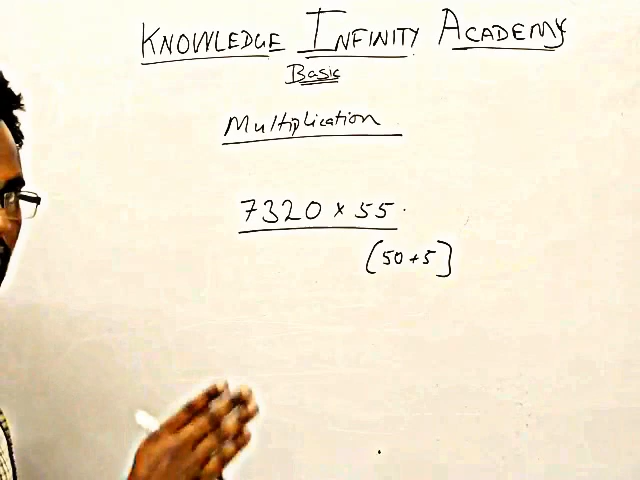 KNOWLEDGE INFINITY ACADEMY
Basic
Multiplication
7320 × 55.
[50+5]